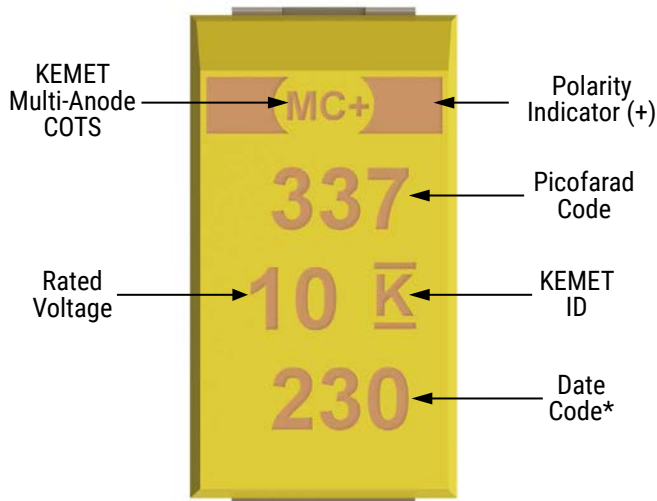 KEMET
Multi-Anode
COTS
MC+
Polarity
Indicator (+)
337
Picofarad
Code
Rated
Voltage
10 K
KEMET
ID
230
Date
Code*